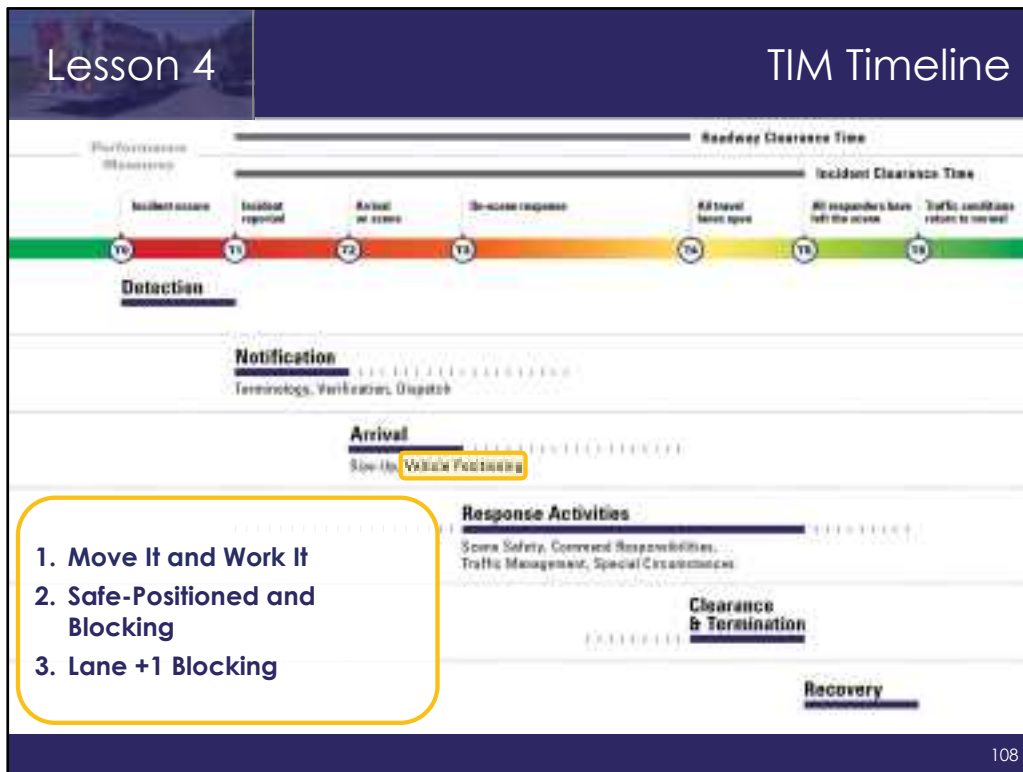 Lesson 4
TIM Timeline
Performance
Measures
Roadway Clearance Time
Incident Clearance Time
Incident occurs
Incident
reported
Arrival
on scene
On-scene response
All travel
lanes open
All responders have
left the scene
Traffic conditions
return to normal
T0
T1
T2
T3
T4
T5
T6
Detection
Notification
Terminology, Verification, Dispatch
Arrival
Size-Up, Vehicle Positioning
Response Activities
Scene Safety, Command Responsibilities,
Traffic Management, Special Circumstances
1. Move It and Work It
2. Safe-Positioned and
Blocking
3. Lane +1 Blocking
Clearance
& Termination
Recovery
108